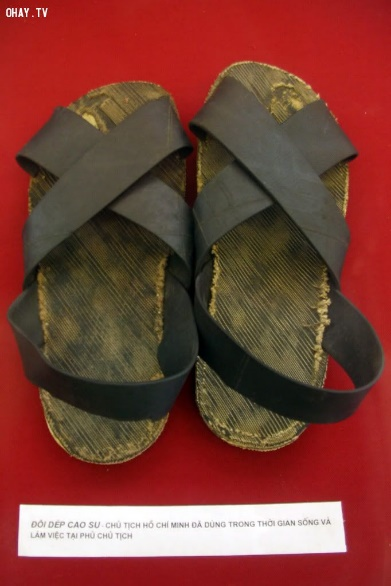 OHAY.TV
ĐÔI DÉP CAO SU - CHỦ TỊCH HỒ CHÍ MINH ĐÃ DÙNG TRONG THỜI GIAN SỐNG VÀ
LÀM VIỆC TẠI PHỦ CHỦ TỊCH